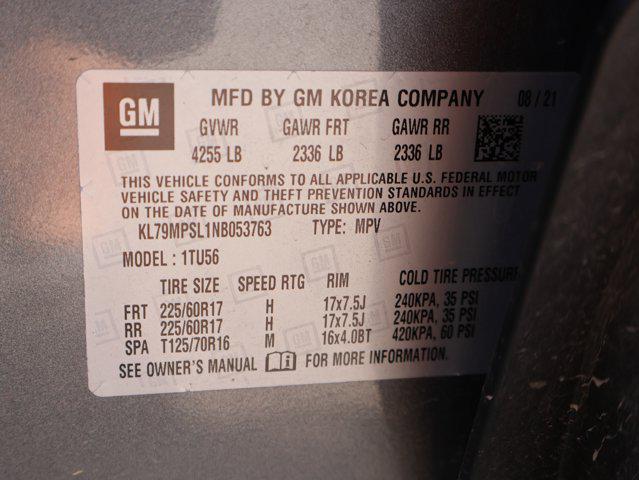 GM MFD BY GM KOREA COMPANY 08/21
GVWR GAWR FRT GAWR RR
4255 LB 2336 LB 2336 LB
THIS VEHICLE CONFORMS TO ALL APPLICABLE U.S. FEDERAL MOTOR
VEHICLE SAFETY AND THEFT PREVENTION STANDARDS IN EFFECT
ON THE DATE OF MANUFACTURE SHOWN ABOVE.
KL79MPSL1NB053763 TYPE: MPV
MODEL : 1TU56
TIRE SIZE SPEED RTG RIM COLD TIRE PRESSURE
FRT 225/60R17 H 17x7.5J 240KPA, 35 PSI
RR 225/60R17 H 17x7.5J 240KPA, 35 PSI
SPA T125/70R16 M 16x4.0BT 420KPA, 60 PSI
SEE OWNER'S MANUAL FOR MORE INFORMATION.